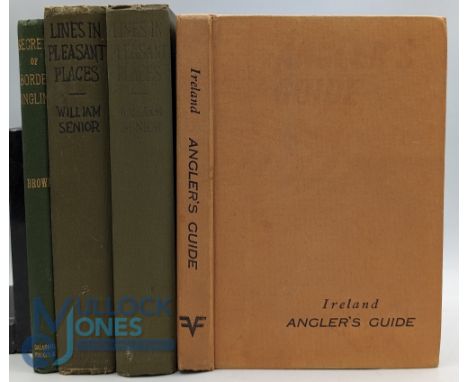 SECRETS
OF
BORDER
ANGLING
BROWN
LINES IN
PLEASANT
PLACES
WILLIAM
SENIOR
LINES IN
PLEASANT
PLACES
WILLIAM
SENIOR
Ireland ANGLER'S GUIDE
Ireland
ANGLER'S GUIDE
MULLOCK
JONES